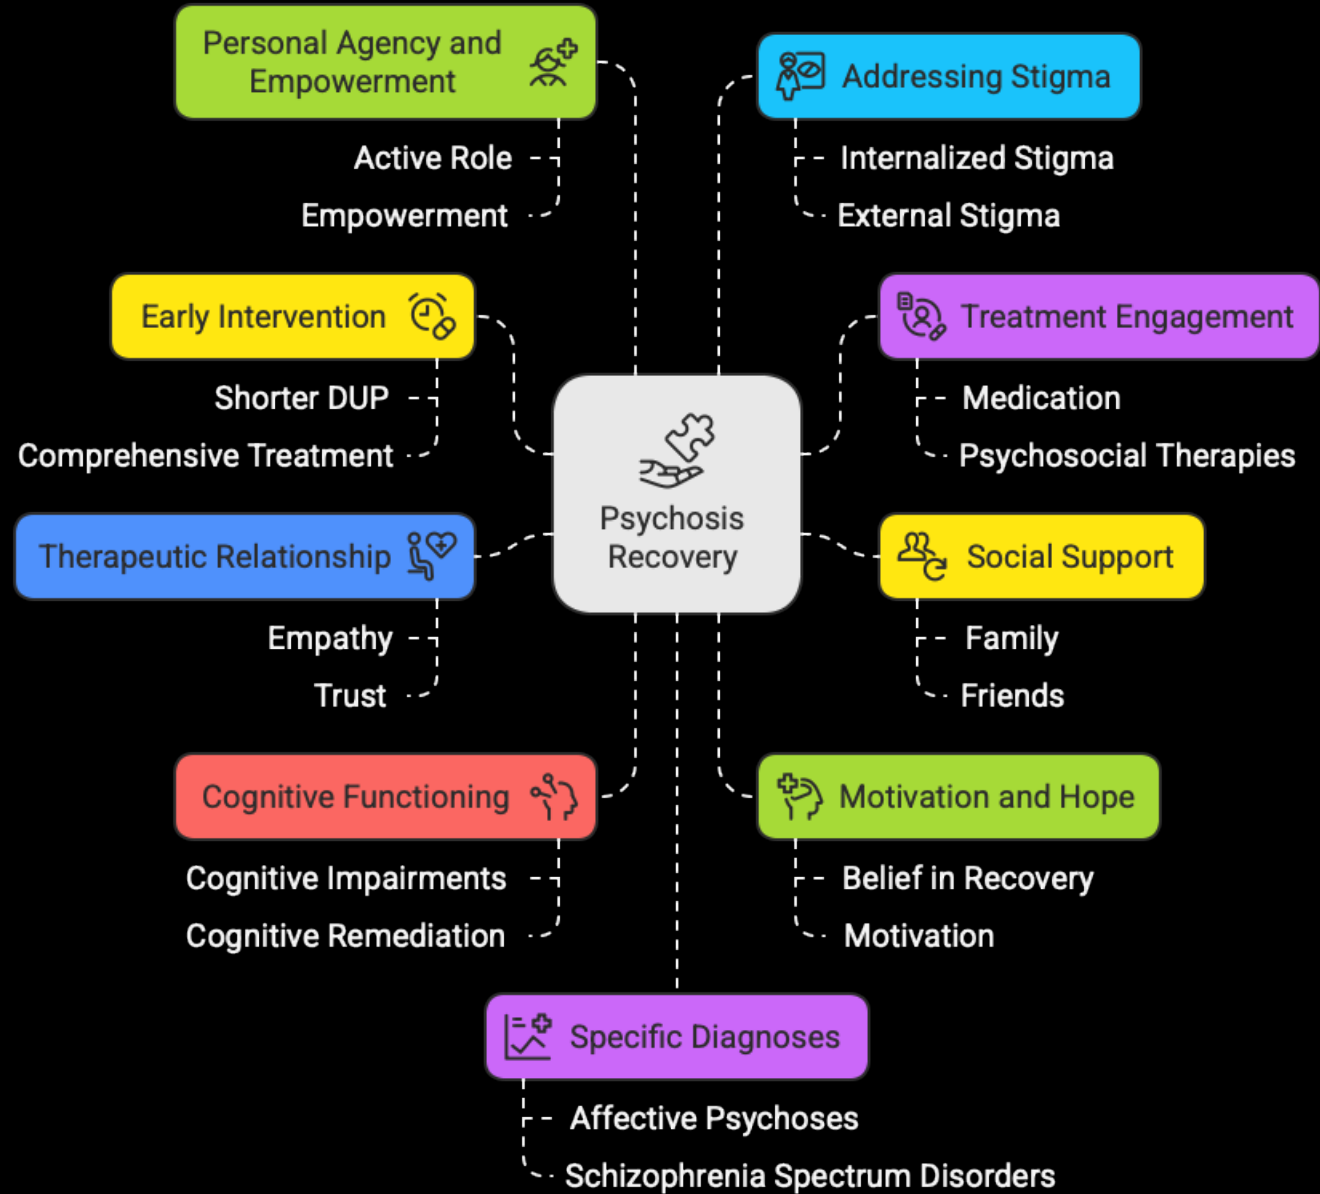 Personal Agency and
Empowerment
Active Role
Empowerment
Addressing Stigma
Internalized Stigma
External Stigma
Early Intervention
Shorter DUP
Comprehensive Treatment
Treatment Engagement
Medication
Psychosocial Therapies
Psychosis
Recovery
Therapeutic Relationship
Empathy
Trust
Social Support
Family
Friends
Cognitive Functioning
Cognitive Impairments
Cognitive Remediation
Motivation and Hope
Belief in Recovery
Motivation
Specific Diagnoses
Affective Psychoses
Schizophrenia Spectrum Disorders